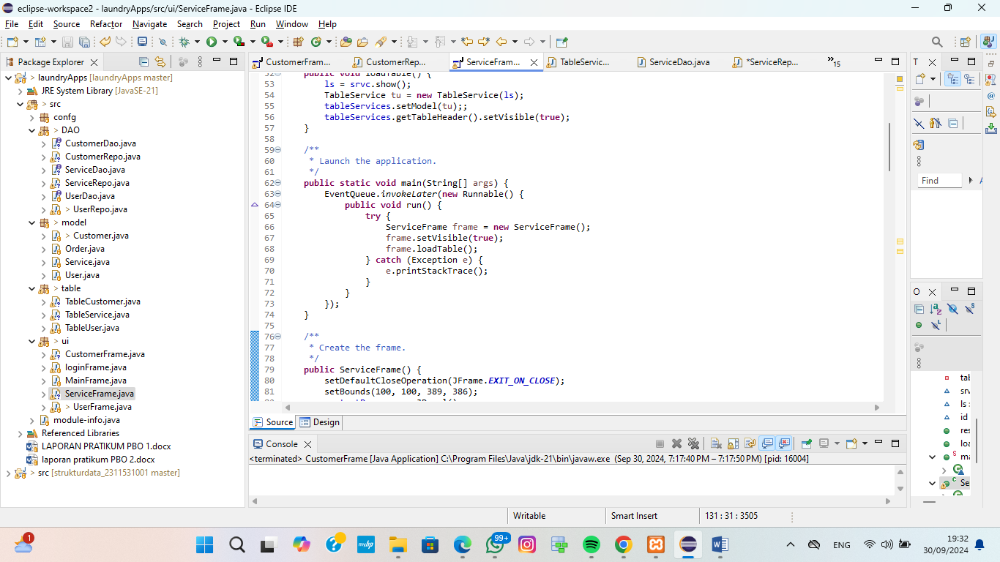 eclipse-workspace2 - laundryApps/src/ui/ServiceFrame.java - Eclipse IDE
File Edit Source Refactor Navigate Search Project Run Window Help
Package Explorer
> laundryApps [laundryApps master]
JRE System Library [JavaSE-21]
> src
confg
> DAO
CustomerDao.java
CustomerRepo.java
ServiceDao.java
ServiceRepo.java
UserDao.java
> UserRepo.java
> model
> Customer.java
Order.java
Service.java
User.java
> table
TableCustomer.java
TableService.java
TableUser.java
> ui
CustomerFrame.java
loginFrame.java
MainFrame.java
ServiceFrame.java
> UserFrame.java
module-info.java
Referenced Libraries
LAPORAN PRATIKUM PBO 1.docx
laporan pratikum PBO 2.docx
> src [strukturdata_2311531001 master]
CustomerFram... CustomerRep... ServiceFram... TableServic... ServiceDao.java *ServiceRep... »15
52 public void loadTable() {
53 ls = srvc.show();
54 TableService tu = new TableService(ls);
55 tableServices.setModel(tu);;
56 tableServices.getTableHeader().setVisible(true);
57 }
58
59 /**
60 * Launch the application.
61 */
62 public static void main(String[] args) {
63 EventQueue.invokeLater(new Runnable() {
64 public void run() {
65 try {
66 ServiceFrame frame = new ServiceFrame();
67 frame.setVisible(true);
68 frame.loadTable();
69 } catch (Exception e) {
70 e.printStackTrace();
71 }
72 }
73 });
74 }
75
76 /**
77 * Create the frame.
78 */
79 public ServiceFrame() {
80 setDefaultCloseOperation(JFrame.EXIT_ON_CLOSE);
81 setBounds(100, 100, 389, 386);
Source Design
Console
<terminated> CustomerFrame [Java Application] C:\Program Files\Java\jdk-21\bin\javaw.exe (Sep 30, 2024, 7:17:40 PM – 7:17:50 PM) [pid: 16004]
T
Find
O
tab
srv
ls :
id
res
loa
ma
Se
Writable Smart Insert 131 : 31 : 3505
1
myhp
99+
ENG
19:32
30/09/2024